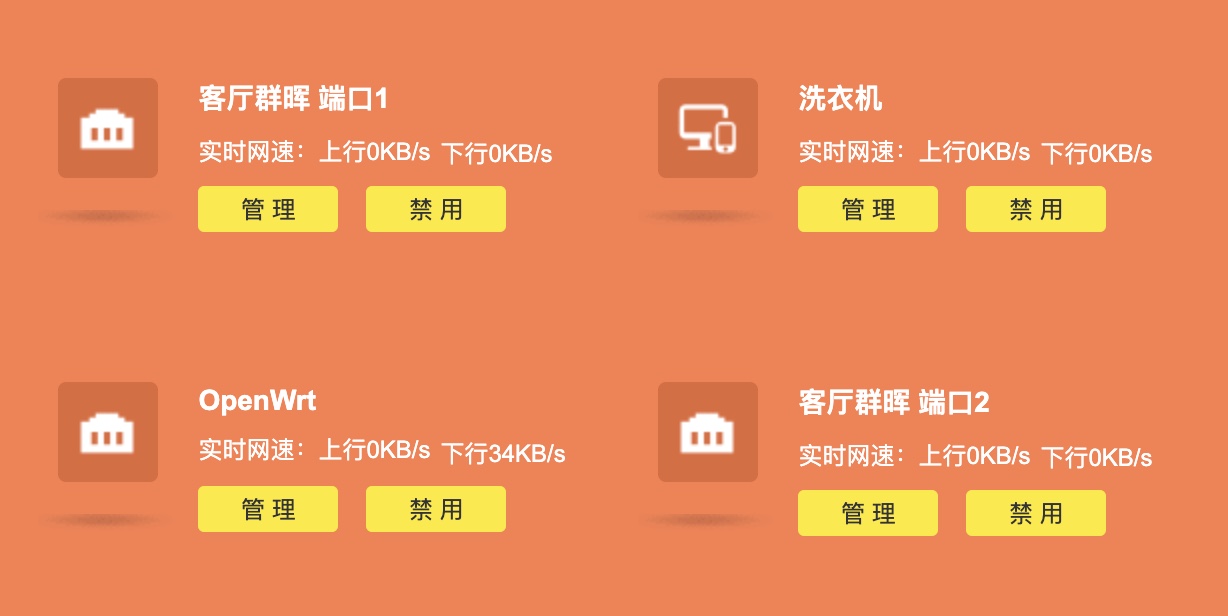 客厅群晖 端口1
实时网速：上行0KB/s 下行0KB/s
管 理 禁 用
洗衣机
实时网速：上行0KB/s 下行0KB/s
管 理 禁 用
OpenWrt
实时网速：上行0KB/s 下行34KB/s
管 理 禁 用
客厅群晖 端口2
实时网速：上行0KB/s 下行0KB/s
管 理 禁 用